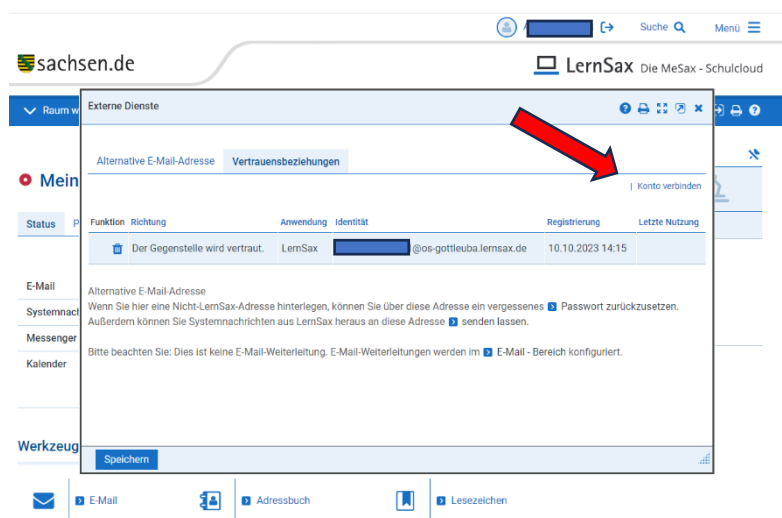 Suche
Menü
sachsen.de
LernSax Die MeSax - Schulcloud
Raum w
Externe Dienste
Alternative E-Mail-Adresse Vertrauensbeziehungen
Mein
| Konto verbinden
Status P
Funktion Richtung Anwendung Identität Registrierung Letzte Nutzung
Der Gegenstelle wird vertraut. LernSax @os-gottleuba.lernsax.de 10.10.2023 14:15
E-Mail
Alternative E-Mail-Adresse
Wenn Sie hier eine Nicht-LernSax-Adresse hinterlegen, können Sie über diese Adresse ein vergessenes Passwort zurückzusetzen.
Systemnach
Außerdem können Sie Systemnachrichten aus LernSax heraus an diese Adresse senden lassen.
Messenger
Bitte beachten Sie: Dies ist keine E-Mail-Weiterleitung. E-Mail-Weiterleitungen werden im E-Mail - Bereich konfiguriert.
Kalender
Werkzeug
Speichern
E-Mail Adressbuch Lesezeichen